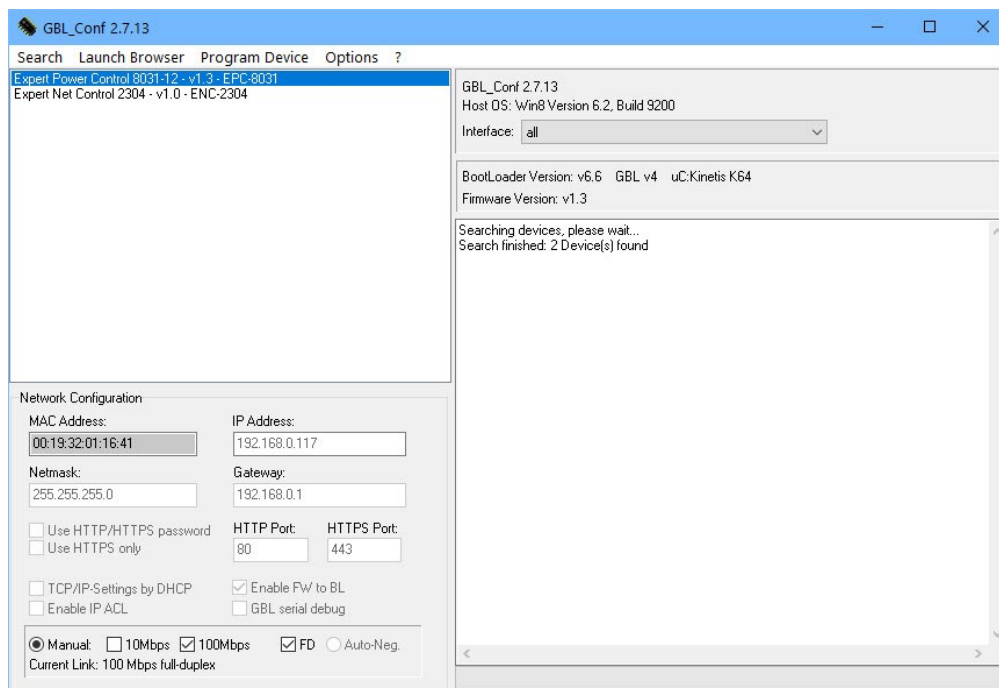 GBL_Conf 2.7.13
Search Launch Browser Program Device Options ?
Expert Power Control 8031-12 - v1.3 - EPC-8031
Expert Net Control 2304 - v1.0 - ENC-2304
GBL_Conf 2.7.13
Host OS: Win8 Version 6.2, Build 9200
Interface: all
BootLoader Version: v6.6 GBL v4 uC:Kinetis K64
Firmware Version: v1.3
Searching devices, please wait...
Search finished: 2 Device(s) found
Network Configuration
MAC Address: IP Address:
00:19:32:01:16:41 192.168.0.117
Netmask: Gateway:
255.255.255.0 192.168.0.1
Use HTTP/HTTPS password HTTP Port: HTTPS Port:
Use HTTPS only 80 443
TCP/IP-Settings by DHCP Enable FW to BL
Enable IP ACL GBL serial debug
Manual: 10Mbps 100Mbps FD Auto-Neg.
Current Link: 100 Mbps full-duplex